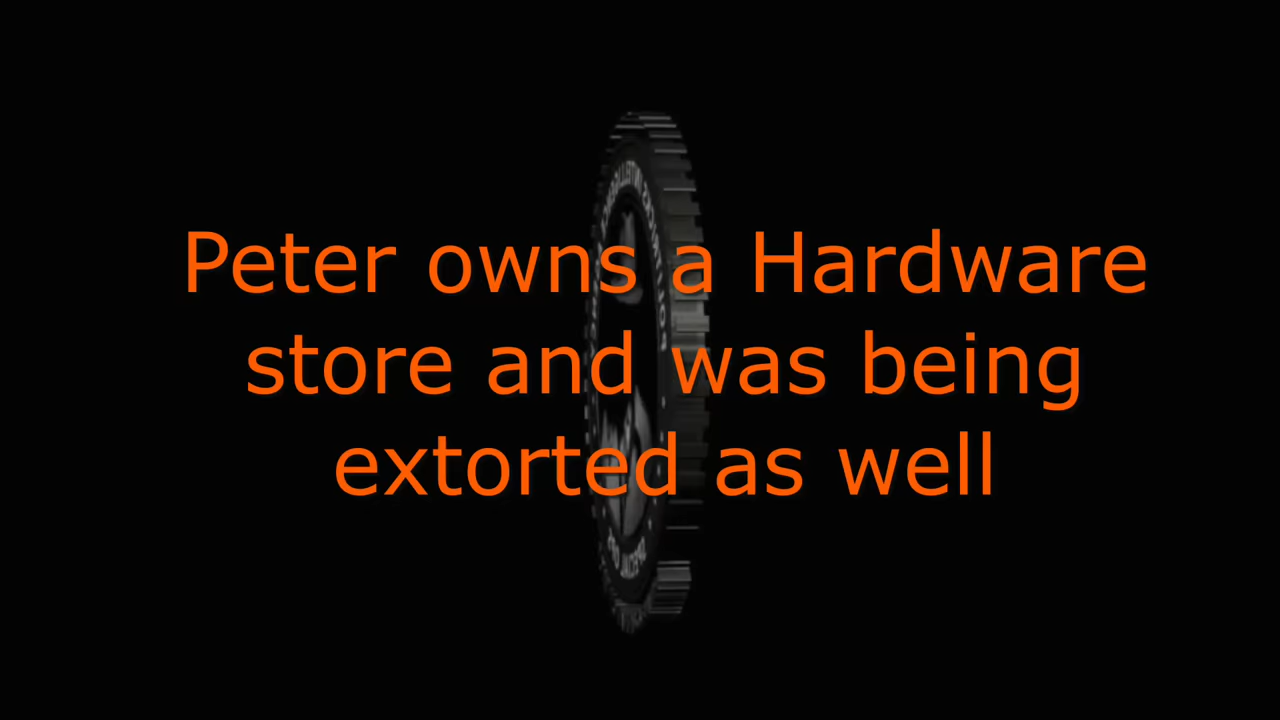 Peter owns a Hardware
store and was being
extorted as well